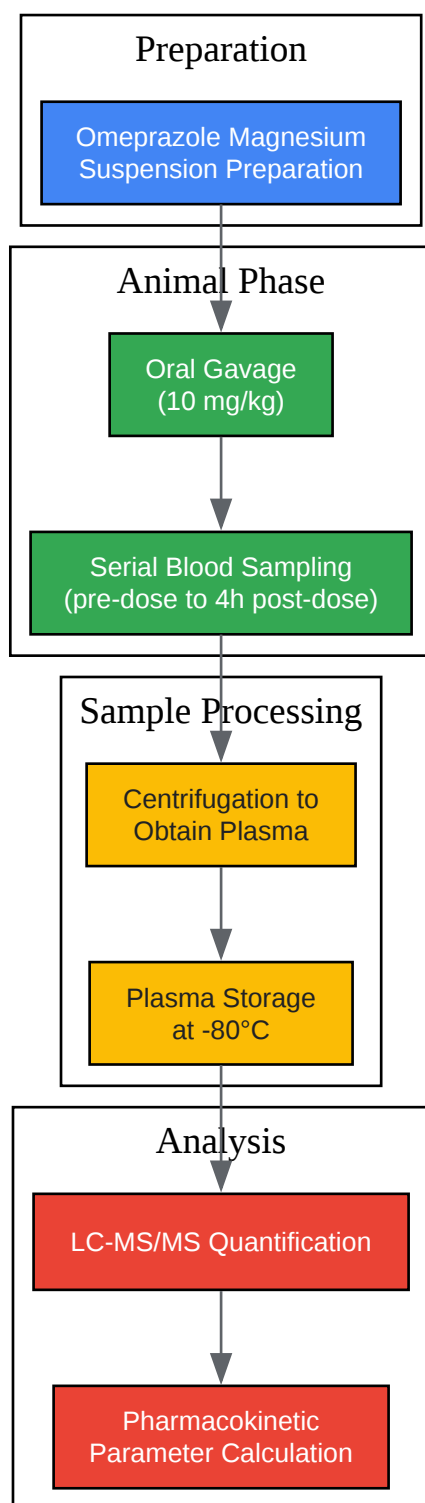 Preparation
Omeprazole Magnesium
Suspension Preparation
Animal Phase
Oral Gavage
(10 mg/kg)
Serial Blood Sampling
(pre-dose to 4h post-dose)
Sample Processing
Centrifugation to
Obtain Plasma
Plasma Storage
at -80°C
Analysis
LC-MS/MS Quantification
Pharmacokinetic
Parameter Calculation